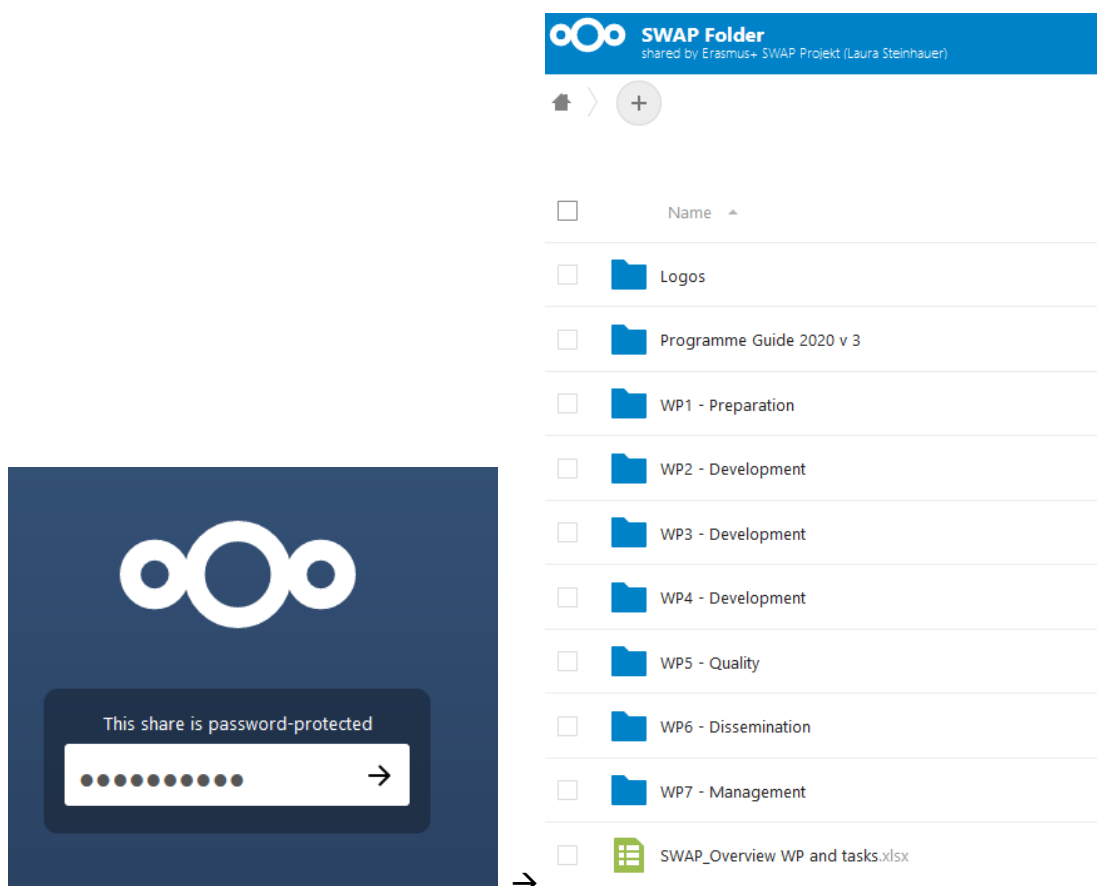 This share is password-protected
SWAP Folder
shared by Erasmus+ SWAP Projekt (Laura Steinhauer)
Name
Logos
Programme Guide 2020 v 3
WP1 - Preparation
WP2 - Development
WP3 - Development
WP4 - Development
WP5 - Quality
WP6 - Dissemination
WP7 - Management
SWAP_Overview WP and tasks.xlsx